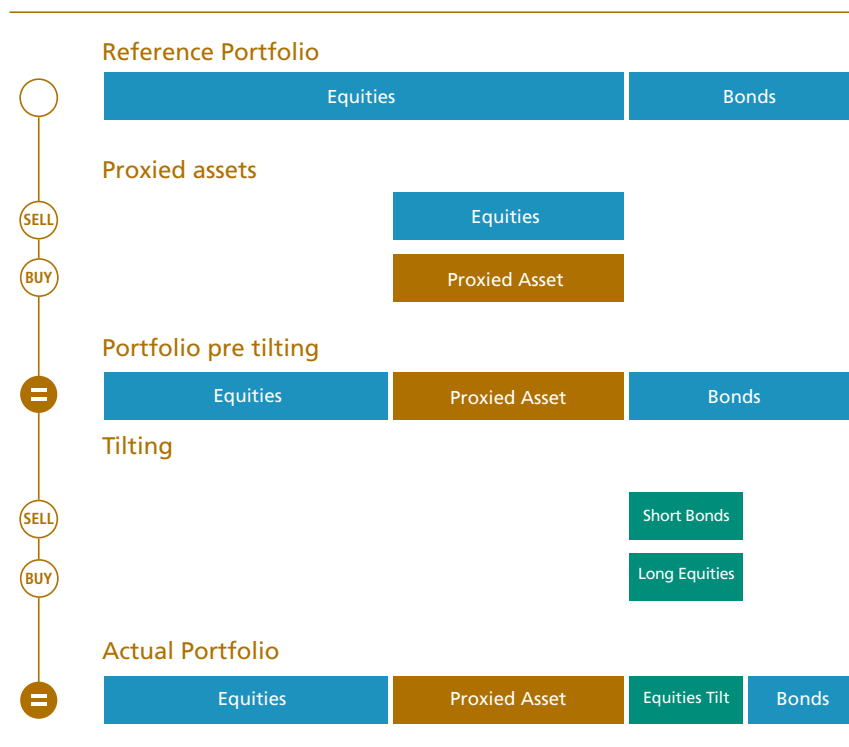 Reference Portfolio
Equities Bonds
Proxied assets
SELL Equities
BUY Proxied Asset
Portfolio pre tilting
= Equities Proxied Asset Bonds
Tilting
SELL Short Bonds
BUY Long Equities
Actual Portfolio
= Equities Proxied Asset Equities Tilt Bonds